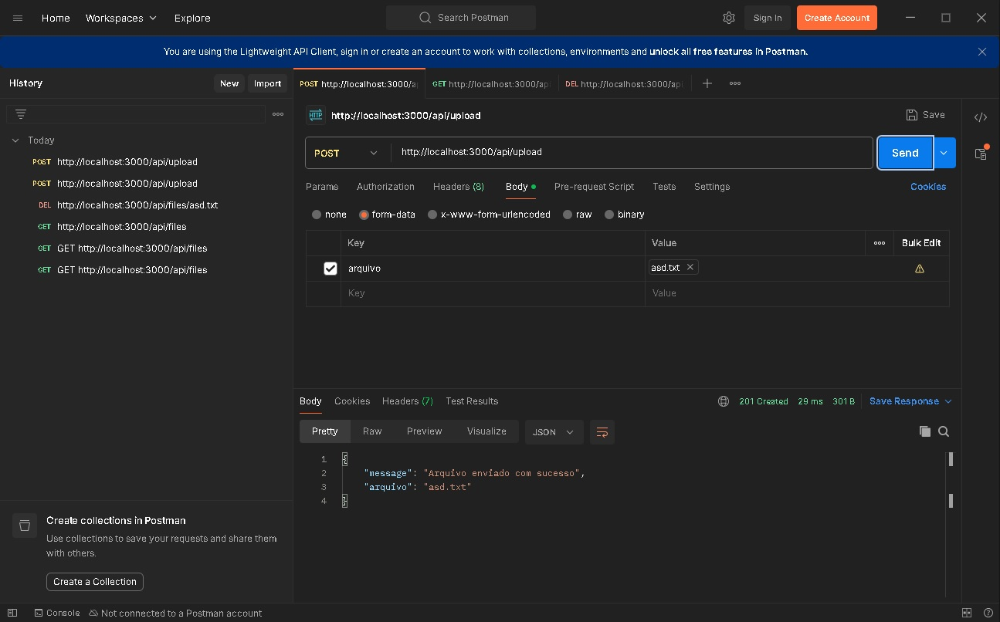 Home Workspaces Explore Search Postman Sign In Create Account
You are using the Lightweight API Client, sign in or create an account to work with collections, environments and unlock all free features in Postman.
History New Import
POST http://localhost:3000/a GET http://localhost:3000/api DEL http://localhost:3000/api
HTTP http://localhost:3000/api/upload Save
Today
POST http://localhost:3000/api/upload
POST http://localhost:3000/api/upload
DEL http://localhost:3000/api/files/asd.txt
GET http://localhost:3000/api/files
GET GET http://localhost:3000/api/files
GET GET http://localhost:3000/api/files
POST http://localhost:3000/api/upload Send
Params Authorization Headers (8) Body Pre-request Script Tests Settings Cookies
none form-data x-www-form-urlencoded raw binary
Key Value Bulk Edit
arquivo asd.txt
Key Value
Body Cookies Headers (7) Test Results 201 Created 29 ms 301 B Save Response
Pretty Raw Preview Visualize JSON
1 {
2 "message": "Arquivo enviado com sucesso",
3 "arquivo": "asd.txt"
4 }
Create collections in Postman
Use collections to save your requests and share them
with others.
Create a Collection
Console Not connected to a Postman account